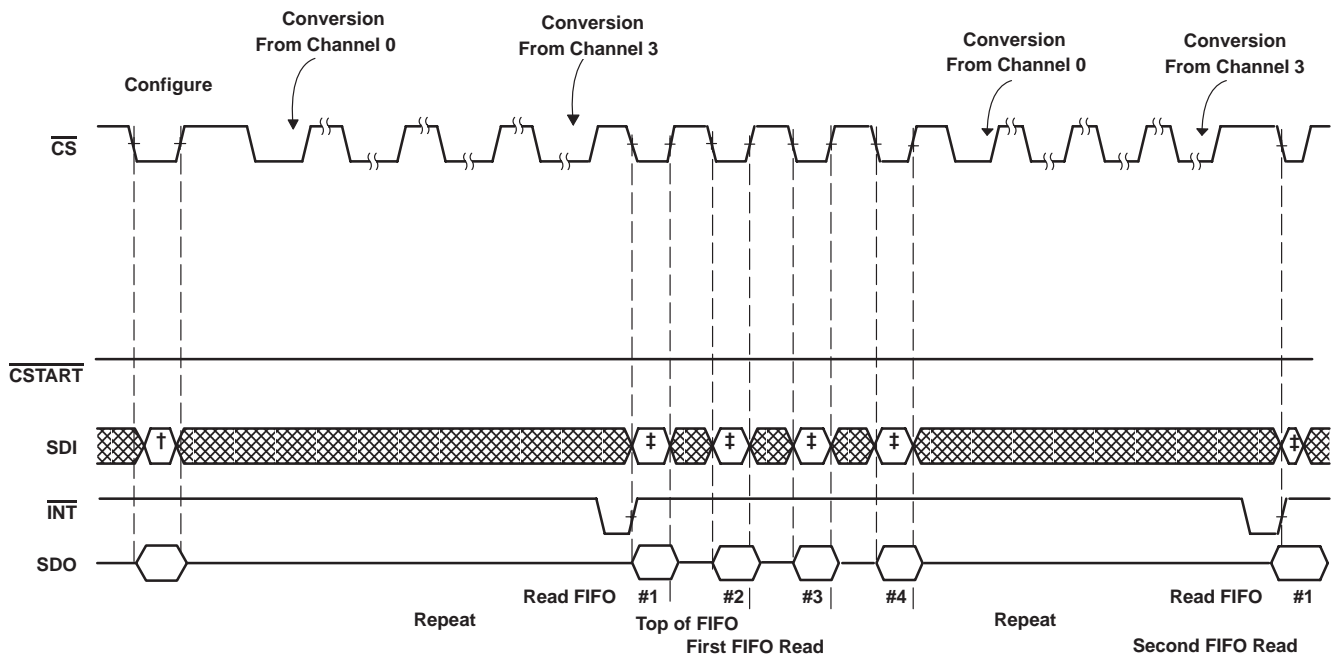 Conversion
From Channel 0
Conversion
From Channel 3
Conversion
From Channel 0
Conversion
From Channel 3
Configure
CS
CSTART
SDI
†
‡
‡
‡
‡
‡
INT
SDO
Read FIFO
#1
#2
#3
#4
Read FIFO
#1
Repeat
Top of FIFO
Repeat
First FIFO Read
Second FIFO Read